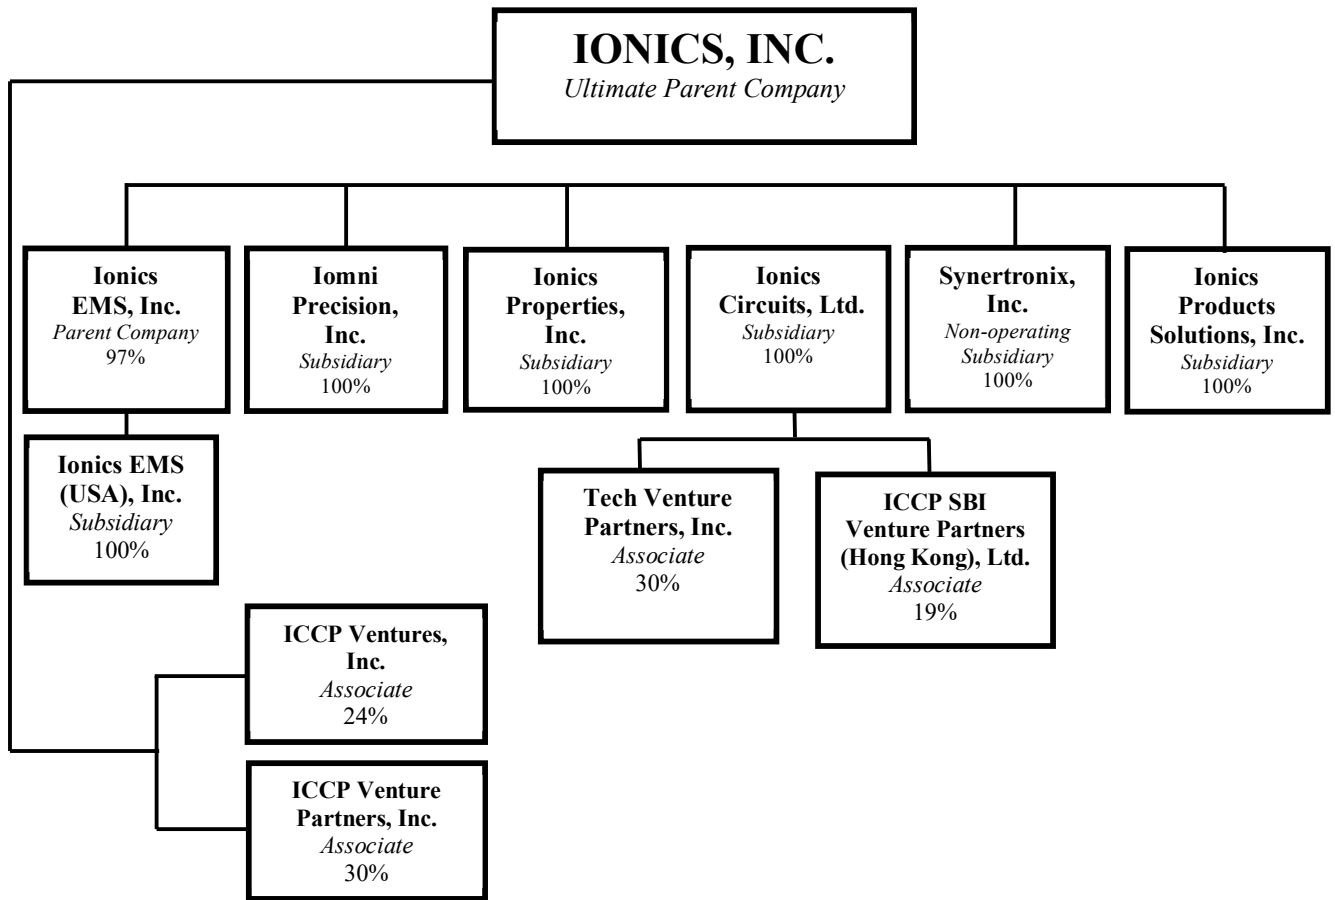 IONICS, INC.
Ultimate Parent Company
Ionics
EMS, Inc.
Parent Company
97%
Iomni
Precision,
Inc.
Subsidiary
100%
Ionics
Properties,
Inc.
Subsidiary
100%
Ionics
Circuits, Ltd.
Subsidiary
100%
Synertronix,
Inc.
Non-operating
Subsidiary
100%
Ionics
Products
Solutions, Inc.
Subsidiary
100%
Ionics EMS
(USA), Inc.
Subsidiary
100%
Tech Venture
Partners, Inc.
Associate
30%
ICCP SBI
Venture Partners
(Hong Kong), Ltd.
Associate
19%
ICCP Ventures,
Inc.
Associate
24%
ICCP Venture
Partners, Inc.
Associate
30%